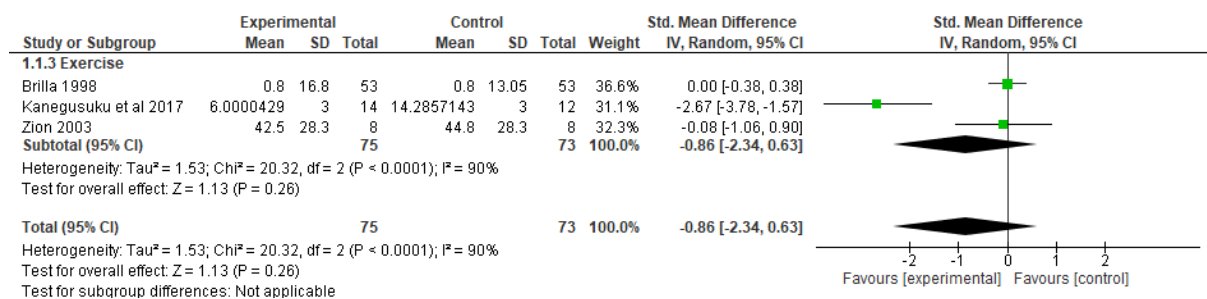 Experimental Control Std. Mean Difference Std. Mean Difference
Study or Subgroup Mean SD Total Mean SD Total Weight IV, Random, 95% CI IV, Random, 95% CI
1.1.3 Exercise
Brilla 1998 0.8 16.8 53 0.8 13.05 53 36.6% 0.00 [-0.38, 0.38]
Kanegusuku et al 2017 6.0000429 3 14 14.2857143 3 12 31.1% -2.67 [-3.78, -1.57]
Zion 2003 42.5 28.3 8 44.8 28.3 8 32.3% -0.08 [-1.06, 0.90]
Subtotal (95% CI) 75 73 100.0% -0.86 [-2.34, 0.63]
Heterogeneity: Tau² = 1.53; Chi² = 20.32, df = 2 (P < 0.0001); I² = 90%
Test for overall effect: Z = 1.13 (P = 0.26)
Total (95% CI) 75 73 100.0% -0.86 [-2.34, 0.63]
Heterogeneity: Tau² = 1.53; Chi² = 20.32, df = 2 (P < 0.0001); I² = 90%
Test for overall effect: Z = 1.13 (P = 0.26)
Test for subgroup differences: Not applicable
-2 -1 0 1 2
Favours [experimental] Favours [control]